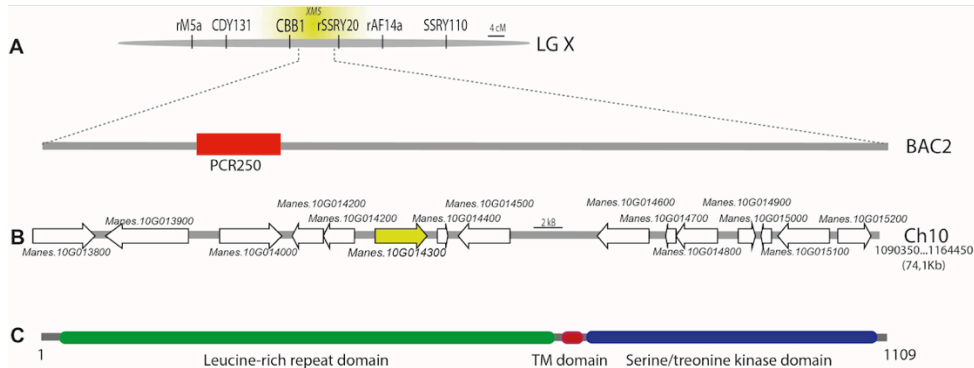 XM5
rM5a CDY131 CBB1 rSSRY20 rAF14a SSRY110 4 cM
A LG X
BAC2
PCR250
Manes.10G014200 Manes.10G014500 Manes.10G014600 Manes.10G014900
Manes.10G013900 Manes.10G014200 Manes.10G014400 2 kB Manes.10G014700 Manes.10G015000 Manes.10G015200
B Ch10
Manes.10G013800 Manes.10G014000 Manes.10G014300 Manes.10G014800 Manes.10G015100 1090350...1164450
(74,1Kb)
C
1 Leucine-rich repeat domain TM domain Serine/treonine kinase domain 1109